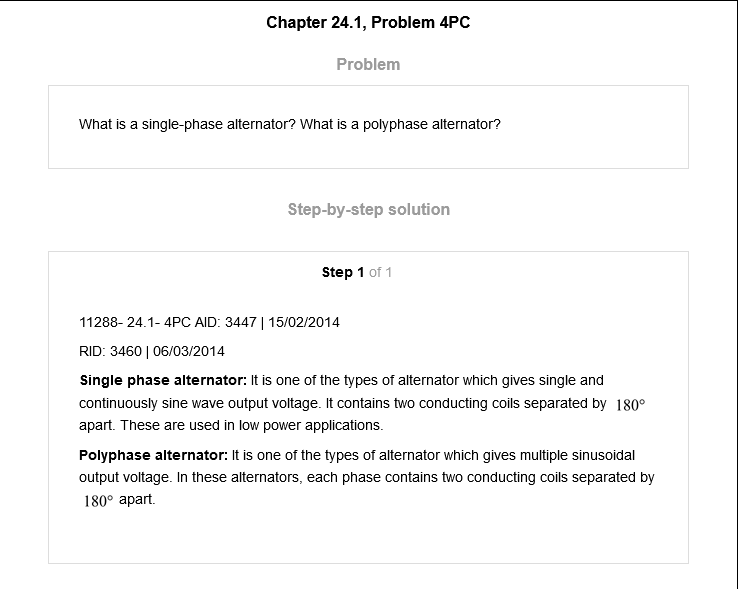 Chapter 24.1, Problem 4PC
Problem
What is a single-phase alternator? What is a polyphase alternator?
Step-by-step solution
Step 1 of 1
11288- 24.1- 4PC AID: 3447 | 15/02/2014
RID: 3460 | 06/03/2014
Single phase alternator: It is one of the types of alternator which gives single and
continuously sine wave output voltage. It contains two conducting coils separated by 180°
apart. These are used in low power applications.
Polyphase alternator: It is one of the types of alternator which gives multiple sinusoidal
output voltage. In these alternators, each phase contains two conducting coils separated by
180° apart.